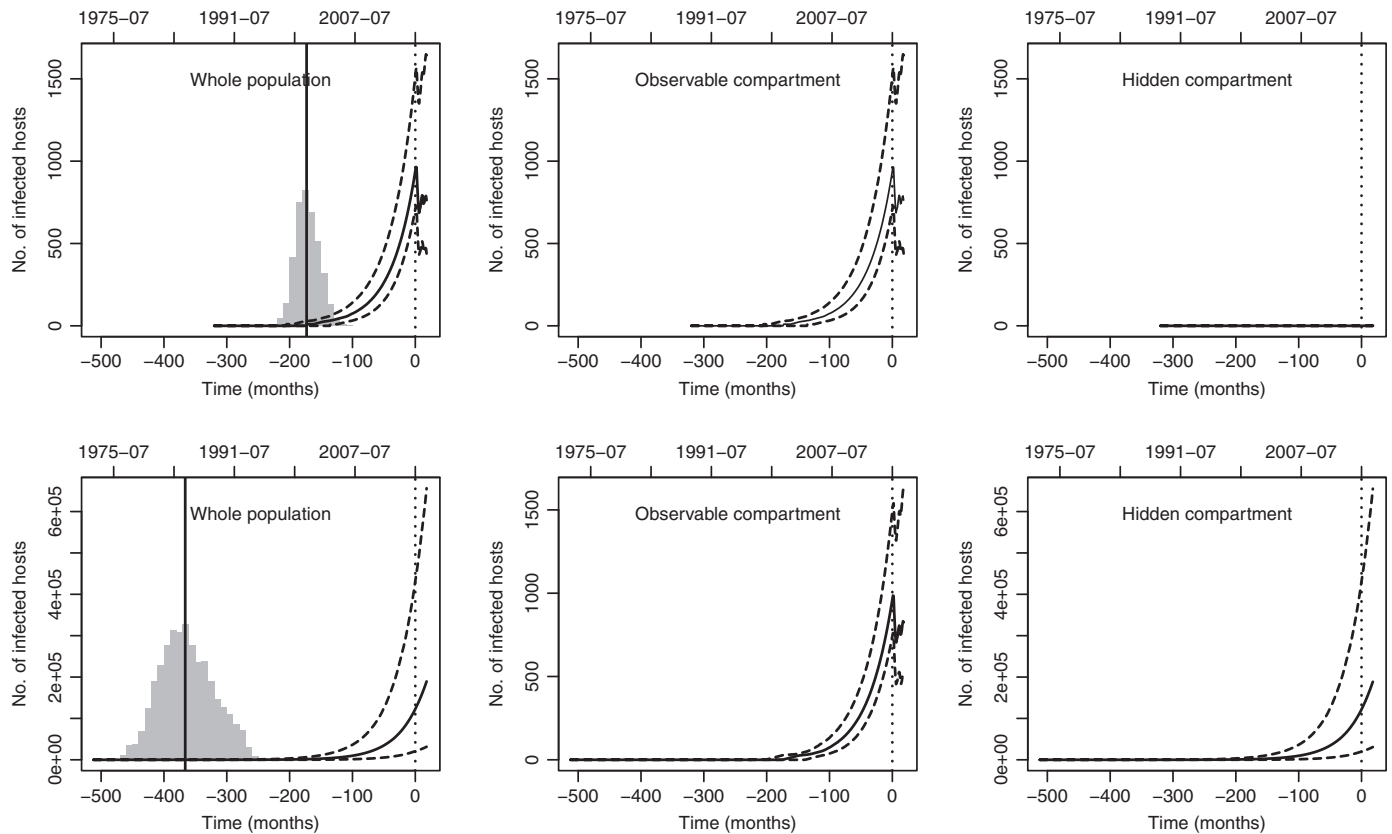 1975–07 1991–07 2007–07
Whole population
No. of infected hosts
1500
1000
500
0
−500 −400 −300 −200 −100 0
Time (months)
1975–07 1991–07 2007–07
Observable compartment
No. of infected hosts
1500
1000
500
0
−500 −400 −300 −200 −100 0
Time (months)
1975–07 1991–07 2007–07
Hidden compartment
No. of infected hosts
1500
1000
500
0
−500 −400 −300 −200 −100 0
Time (months)
1975–07 1991–07 2007–07
Whole population
No. of infected hosts
6e+05
4e+05
2e+05
0e+00
−500 −400 −300 −200 −100 0
Time (months)
1975–07 1991–07 2007–07
Observable compartment
No. of infected hosts
1500
1000
500
0
−500 −400 −300 −200 −100 0
Time (months)
1975–07 1991–07 2007–07
Hidden compartment
No. of infected hosts
6e+05
4e+05
2e+05
0e+00
−500 −400 −300 −200 −100 0
Time (months)